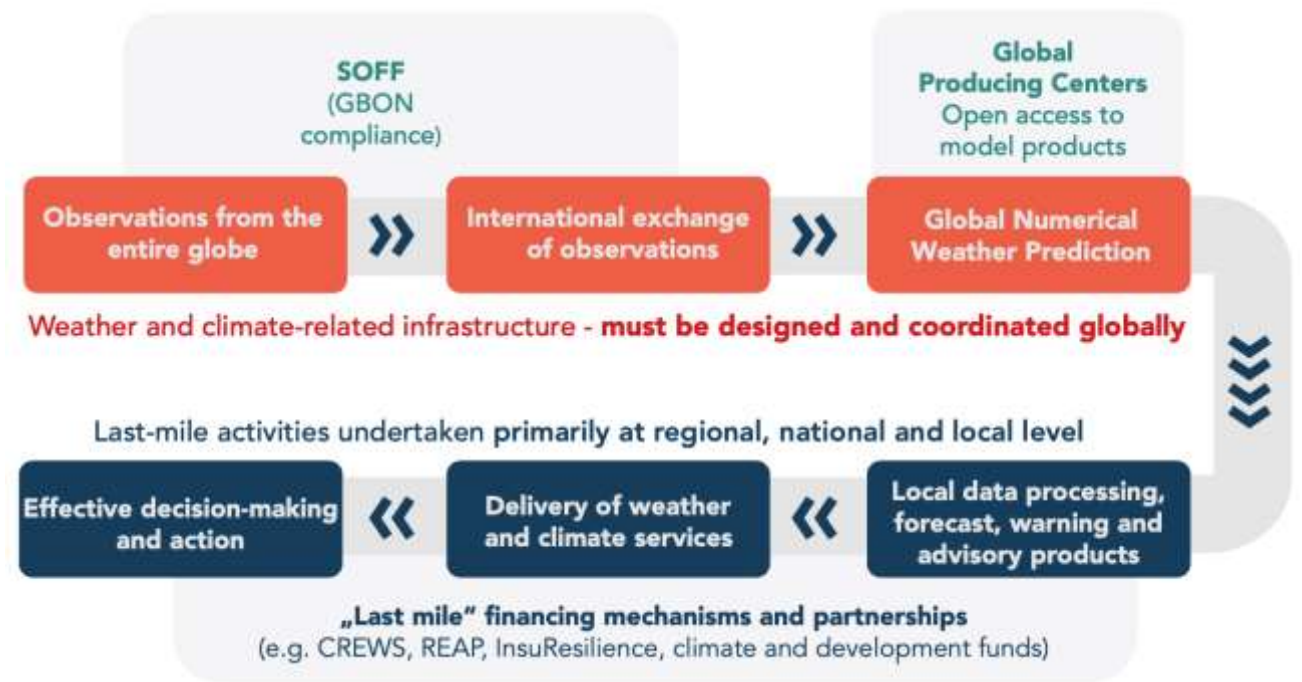 SOFF
(GBON
compliance)
Global
Producing Centers
Open access to
model products
Observations from the
entire globe
International exchange
of observations
Global Numerical
Weather Prediction
Weather and climate-related infrastructure - must be designed and coordinated globally
Last-mile activities undertaken primarily at regional, national and local level
Effective decision-making
and action
Delivery of weather
and climate services
Local data processing,
forecast, warning and
advisory products
„Last mile“ financing mechanisms and partnerships
(e.g. CREWS, REAP, InsuResilience, climate and development funds)